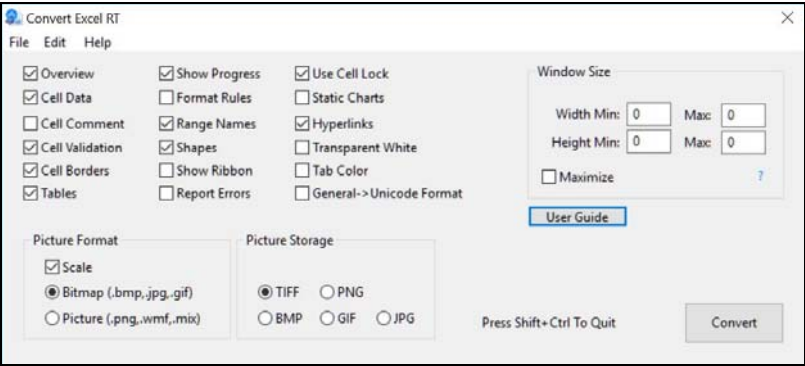 Convert Excel RT
File Edit Help
Overview Show Progress Use Cell Lock
Cell Data Format Rules Static Charts
Cell Comment Range Names Hyperlinks
Cell Validation Shapes Transparent White
Cell Borders Show Ribbon Tab Color
Tables Report Errors General->Unicode Format
Window Size
Width Min: 0 Max: 0
Height Min: 0 Max: 0
Maximize ?
User Guide
Picture Format
Scale
Bitmap (.bmp,.jpg,.gif)
Picture (.png,.wmf,.mix)
Picture Storage
TIFF PNG
BMP GIF JPG
Press Shift+Ctrl To Quit
Convert